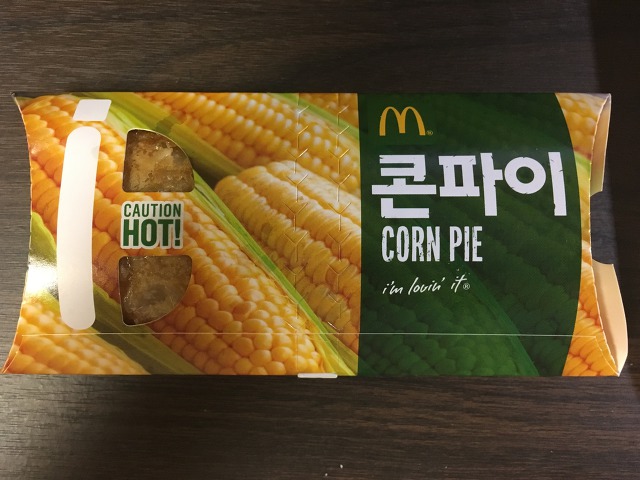 CAUTION
HOT!
M®
콘파이
CORN PIE
i'm lovin' it®